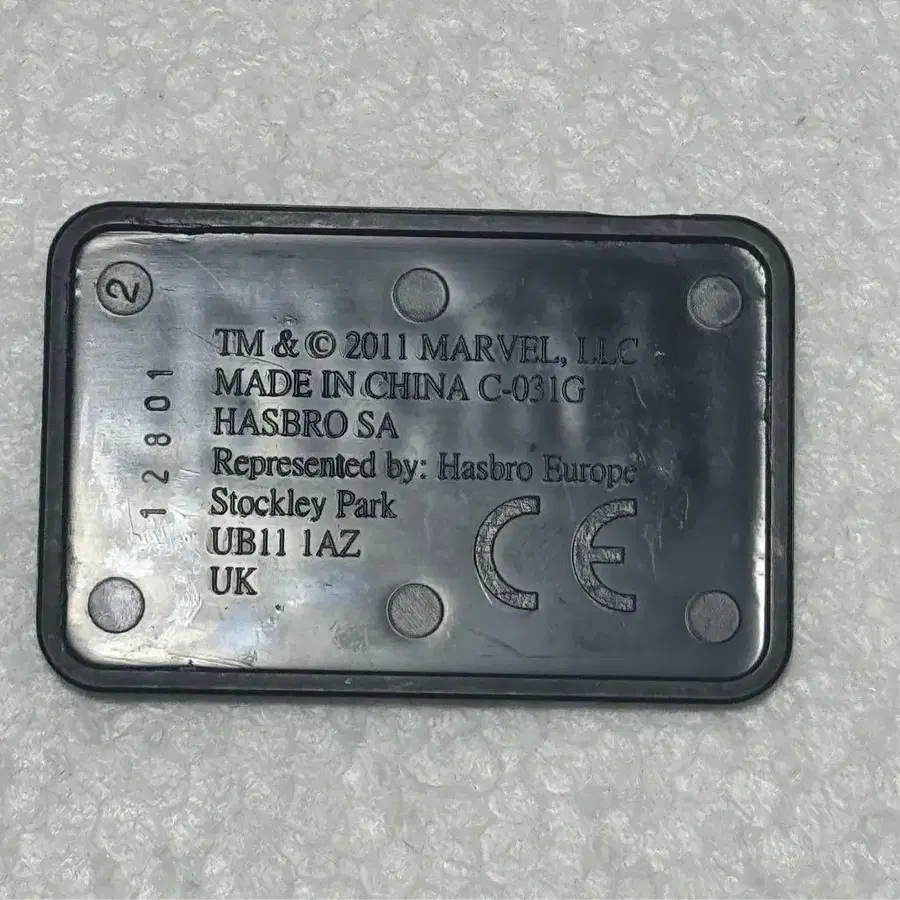 2
TM & © 2011 MARVEL, LLC
MADE IN CHINA C-031G
HASBRO SA
Represented by: Hasbro Europe
Stockley Park
UB11 1AZ
UK
12801
CE